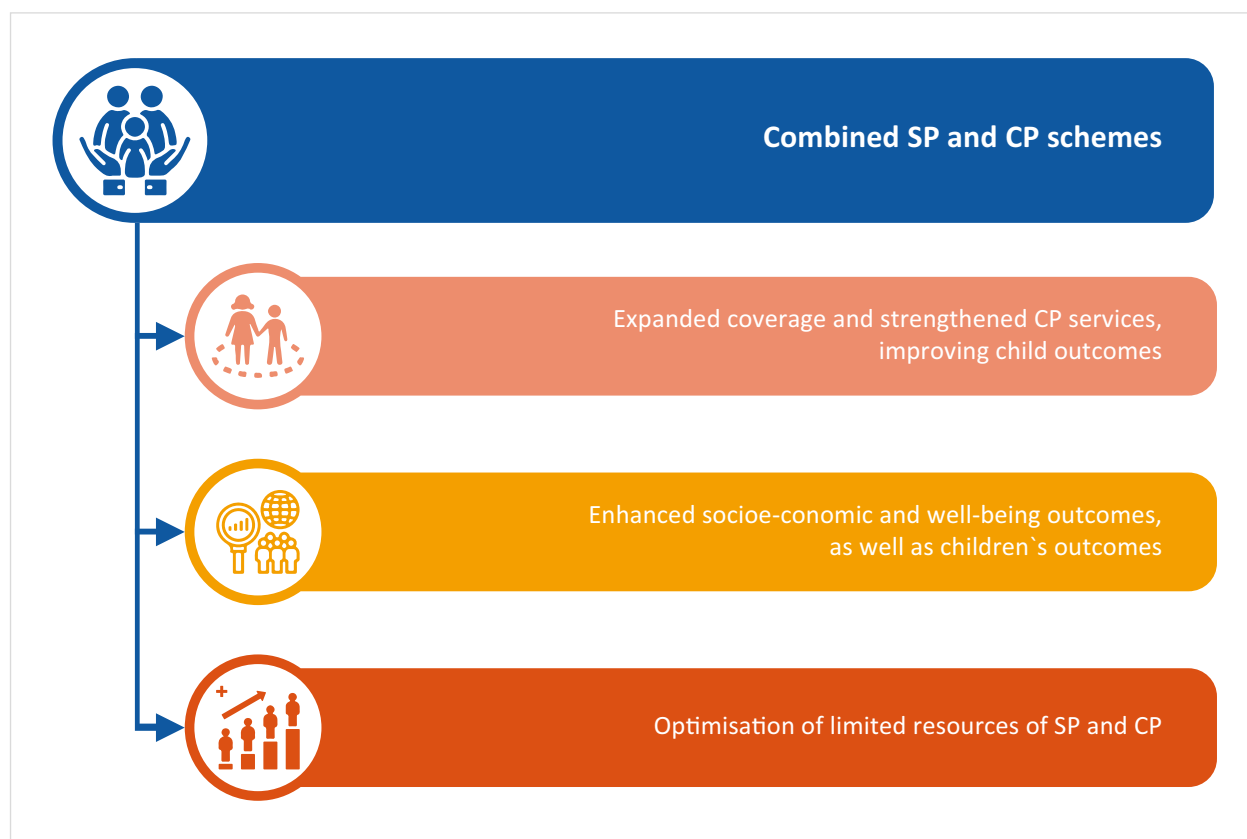 Combined SP and CP schemes
Expanded coverage and strengthened CP services,
improving child outcomes
Enhanced socioe-conomic and well-being outcomes,
as well as children`s outcomes
Optimisation of limited resources of SP and CP